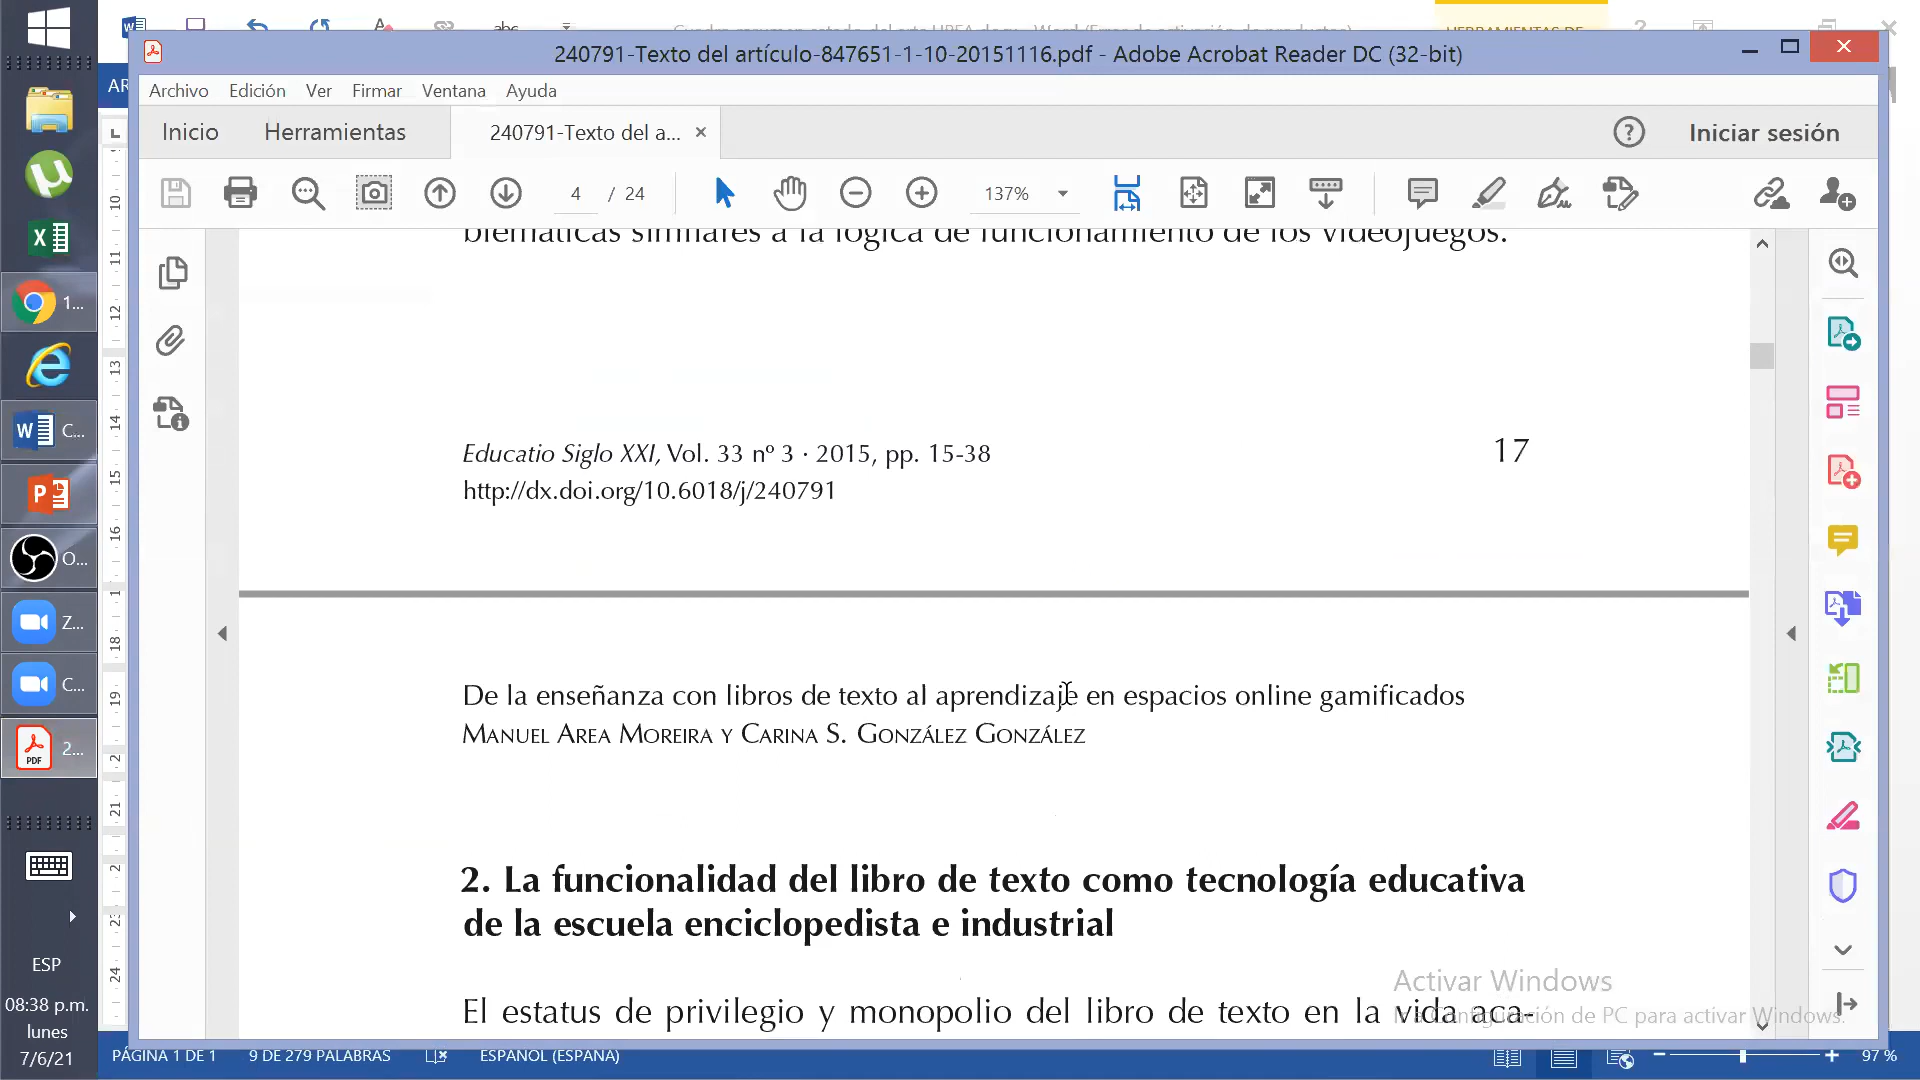 240791-Texto del artículo-847651-1-10-20151116.pdf - Adobe Acrobat Reader DC (32-bit)
Archivo Edición Ver Firmar Ventana Ayuda
Inicio Herramientas 240791-Texto del a... × Iniciar sesión
4 / 24 137%
blemáticas similares a la lógica de funcionamiento de los videojuegos.
Educatio Siglo XXI, Vol. 33 nº 3 · 2015, pp. 15-38 17
http://dx.doi.org/10.6018/j/240791
De la enseñanza con libros de texto al aprendizaje en espacios online gamificados
Manuel Area Moreira y Carina S. González González
2. La funcionalidad del libro de texto como tecnología educativa
de la escuela enciclopedista e industrial
El estatus de privilegio y monopolio del libro de texto en la vida aca-
Activar Windows
Ir a Configuración de PC para activar Windows.
1...
C...
O...
Z...
C...
2...
ESP
08:38 p.m.
lunes
7/6/21
PÁGINA 1 DE 1 9 DE 279 PALABRAS ESPAÑOL (ESPAÑA) 97 %